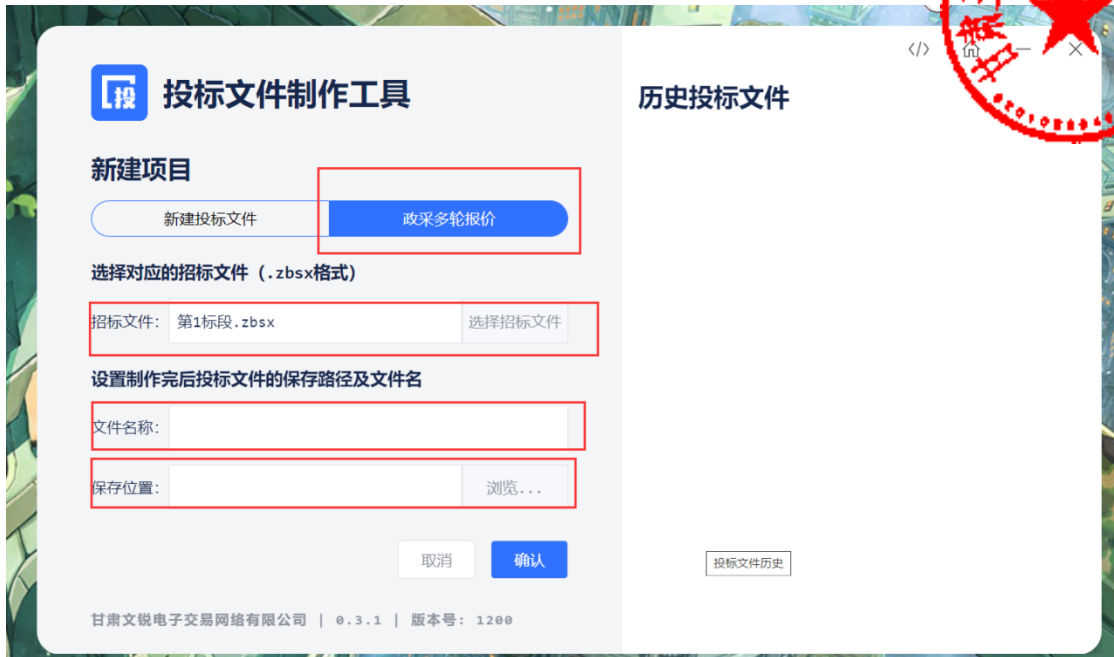 投标文件制作工具
新建项目
新建投标文件
政采多轮报价
选择对应的招标文件（.zbsx格式）
招标文件：
第1标段.zbsx
选择招标文件
设置制作完后投标文件的保存路径及文件名
文件名称：
保存位置：
浏览...
取消
确认
甘肃文锐电子交易网络有限公司 | 0.3.1 | 版本号: 1200
</>
历史投标文件
投标文件历史